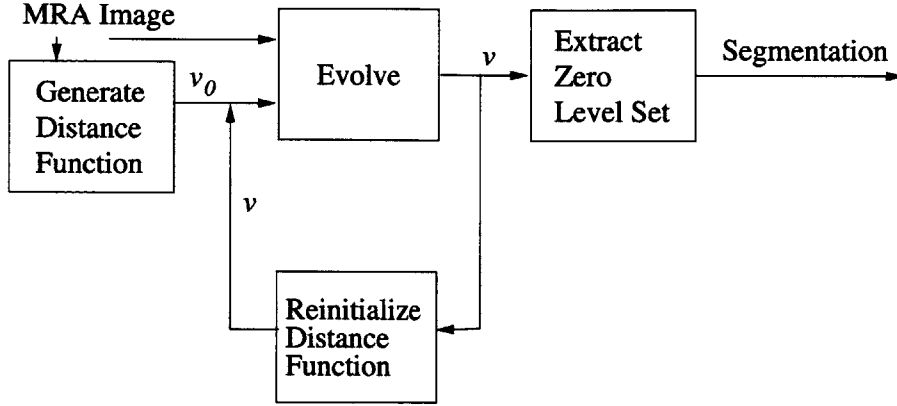 MRA Image
Generate
Distance
Function
v0
Evolve
v
Extract
Zero
Level Set
Segmentation
v
Reinitialize
Distance
Function